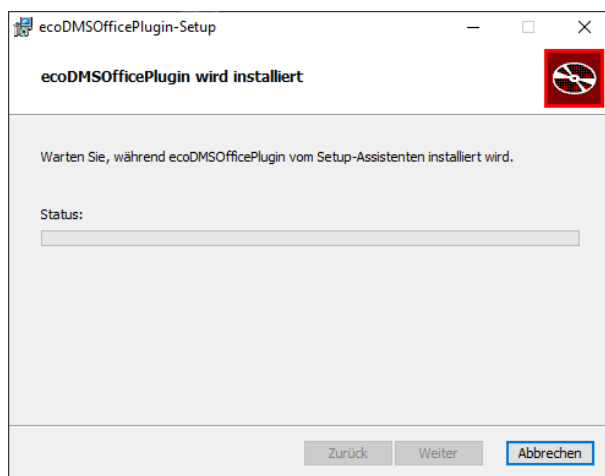 ecoDMSOfficePlugin-Setup
ecoDMSOfficePlugin wird installiert
Warten Sie, während ecoDMSOfficePlugin vom Setup-Assistenten installiert wird.
Status:
Zurück Weiter Abbrechen